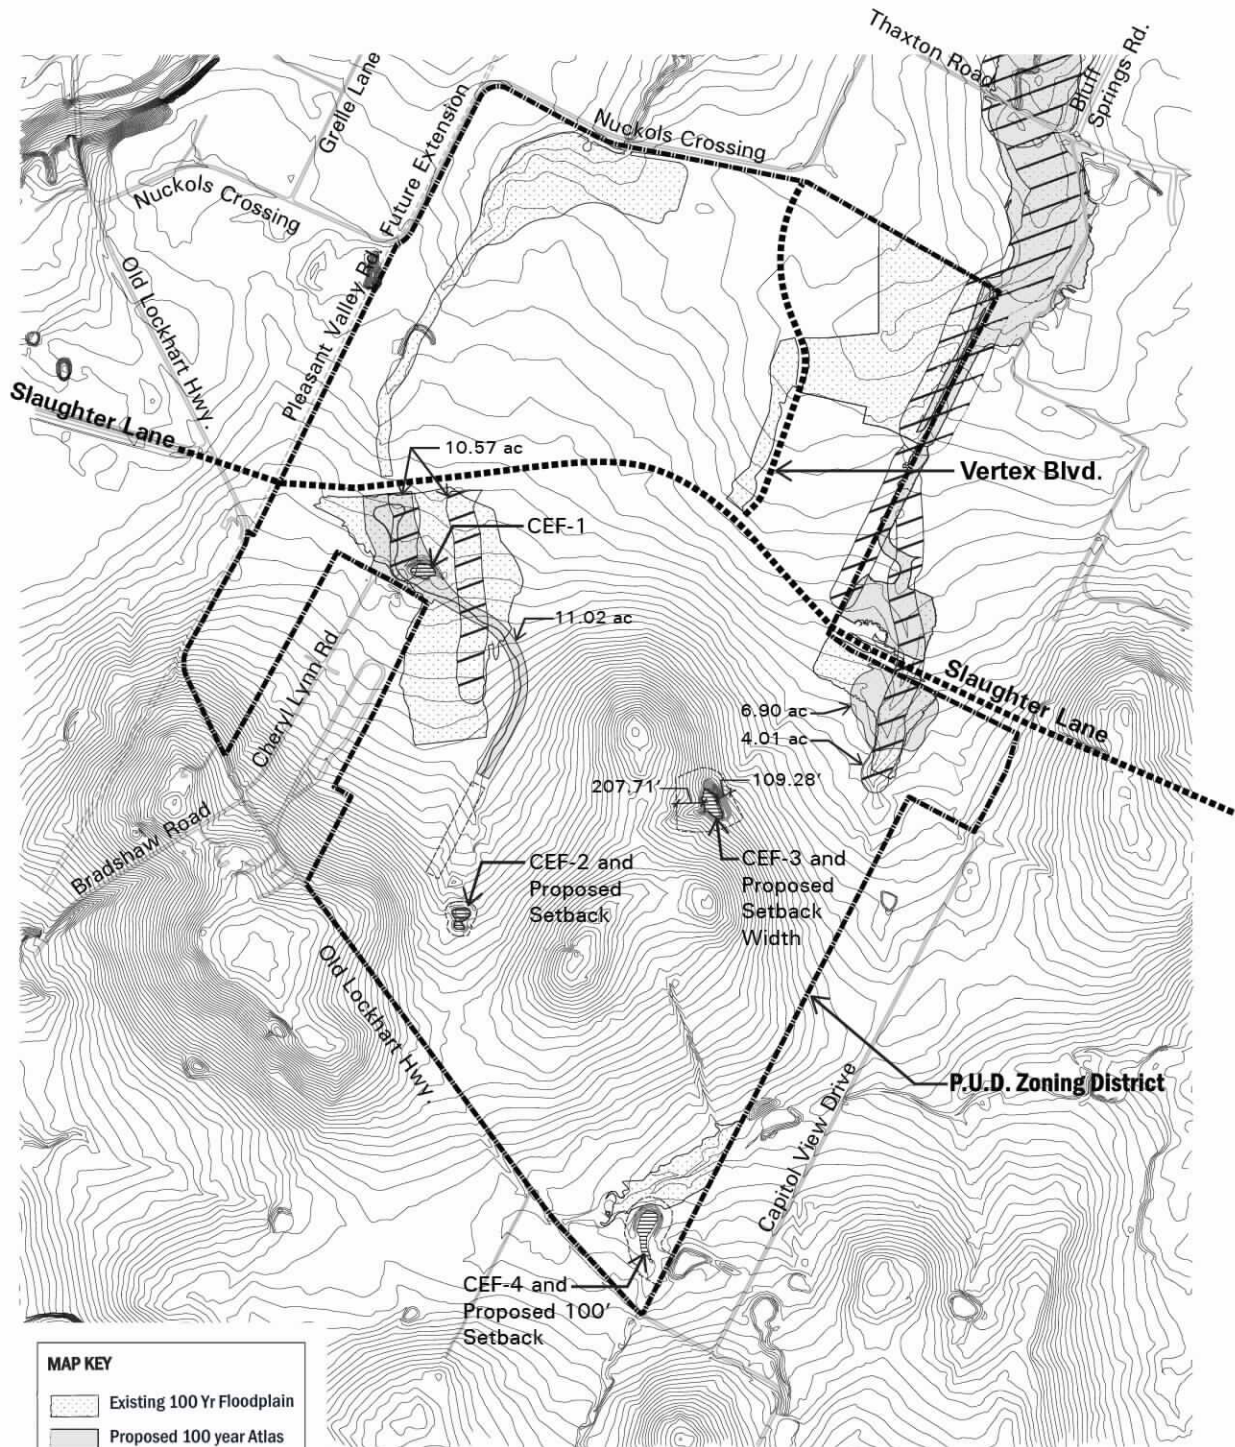 Thaxton Road
Bluff
Springs Rd.
Grelle Lane
Future Extension
Nuckols Crossing
Nuckols Crossing
Old Lockhart Hwy.
Pleasant Valley Rd.
Slaughter Lane
10.57 ac
Vertex Blvd.
CEF-1
11.02 ac
Cheryl Lynn Rd
Slaughter Lane
6.90 ac
4.01 ac
207.71'
109.28'
Bradshaw Road
CEF-2 and
Proposed
Setback
CEF-3 and
Proposed
Setback
Width
Old Lockhart Hwy.
P.U.D. Zoning District
Capitol View Drive
CEF-4 and
Proposed 100'
Setback
MAP KEY
Existing 100 Yr Floodplain
Proposed 100 year Atlas